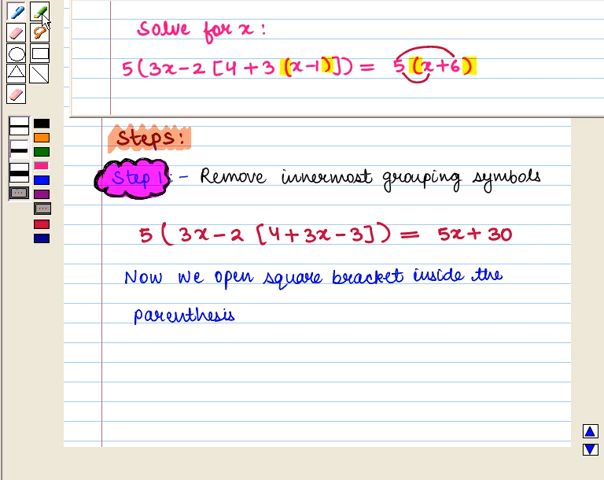 Solve for x :
5(3x-2[4+3(x-1)]) = 5(x+6)
Steps:
Step 1:- Remove innermost grouping symbols
5(3x-2[4+3x-3]) = 5x+30
Now we open square bracket inside the
parenthesis